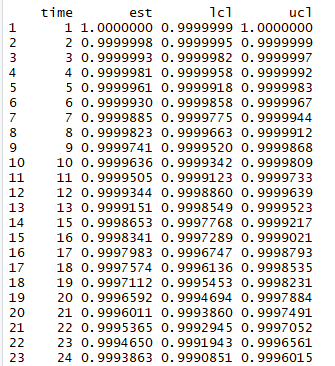 time est lcl ucl
1 1 1.0000000 0.9999999 1.0000000
2 2 0.9999998 0.9999995 0.9999999
3 3 0.9999993 0.9999982 0.9999997
4 4 0.9999981 0.9999958 0.9999992
5 5 0.9999961 0.9999918 0.9999983
6 6 0.9999930 0.9999858 0.9999967
7 7 0.9999885 0.9999775 0.9999944
8 8 0.9999823 0.9999663 0.9999912
9 9 0.9999741 0.9999520 0.9999868
10 10 0.9999636 0.9999342 0.9999809
11 11 0.9999505 0.9999123 0.9999733
12 12 0.9999344 0.9998860 0.9999639
13 13 0.9999151 0.9998549 0.9999523
14 15 0.9998653 0.9997768 0.9999217
15 16 0.9998341 0.9997289 0.9999021
16 17 0.9997983 0.9996747 0.9998793
17 18 0.9997574 0.9996136 0.9998535
18 19 0.9997112 0.9995453 0.9998231
19 20 0.9996592 0.9994694 0.9997884
20 21 0.9996011 0.9993860 0.9997491
21 22 0.9995365 0.9992945 0.9997052
22 23 0.9994650 0.9991943 0.9996561
23 24 0.9993863 0.9990851 0.9996015